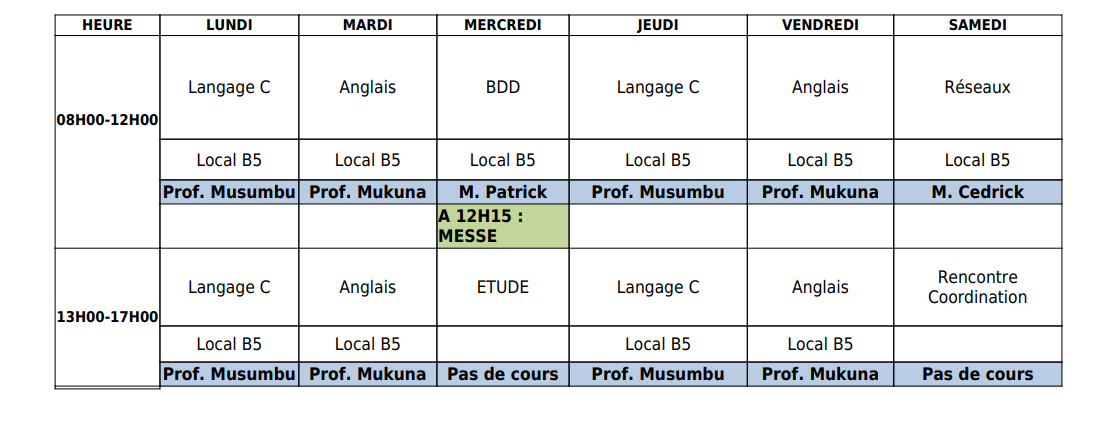 HEURE LUNDI MARDI MERCREDI JEUDI VENDREDI SAMEDI
Langage C Anglais BDD Langage C Anglais Réseaux
08H00-12H00
Local B5 Local B5 Local B5 Local B5 Local B5 Local B5
Prof. Musumbu Prof. Mukuna M. Patrick Prof. Musumbu Prof. Mukuna M. Cedrick
A 12H15 :
MESSE
Langage C Anglais ETUDE Langage C Anglais Rencontre
Coordination
13H00-17H00
Local B5 Local B5 Local B5 Local B5
Prof. Musumbu Prof. Mukuna Pas de cours Prof. Musumbu Prof. Mukuna Pas de cours